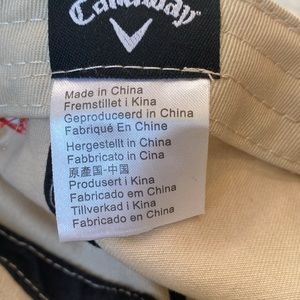 Callaway
Made in China
Fremstillet i Kina
Geproduceerd in China
Fabriqué En Chine
Hergestellt in China
Fabbricato in Cina
原產國-中国
Produsert i Kina
Fabricado em China
Tillverkad i Kina
Fabricado en China